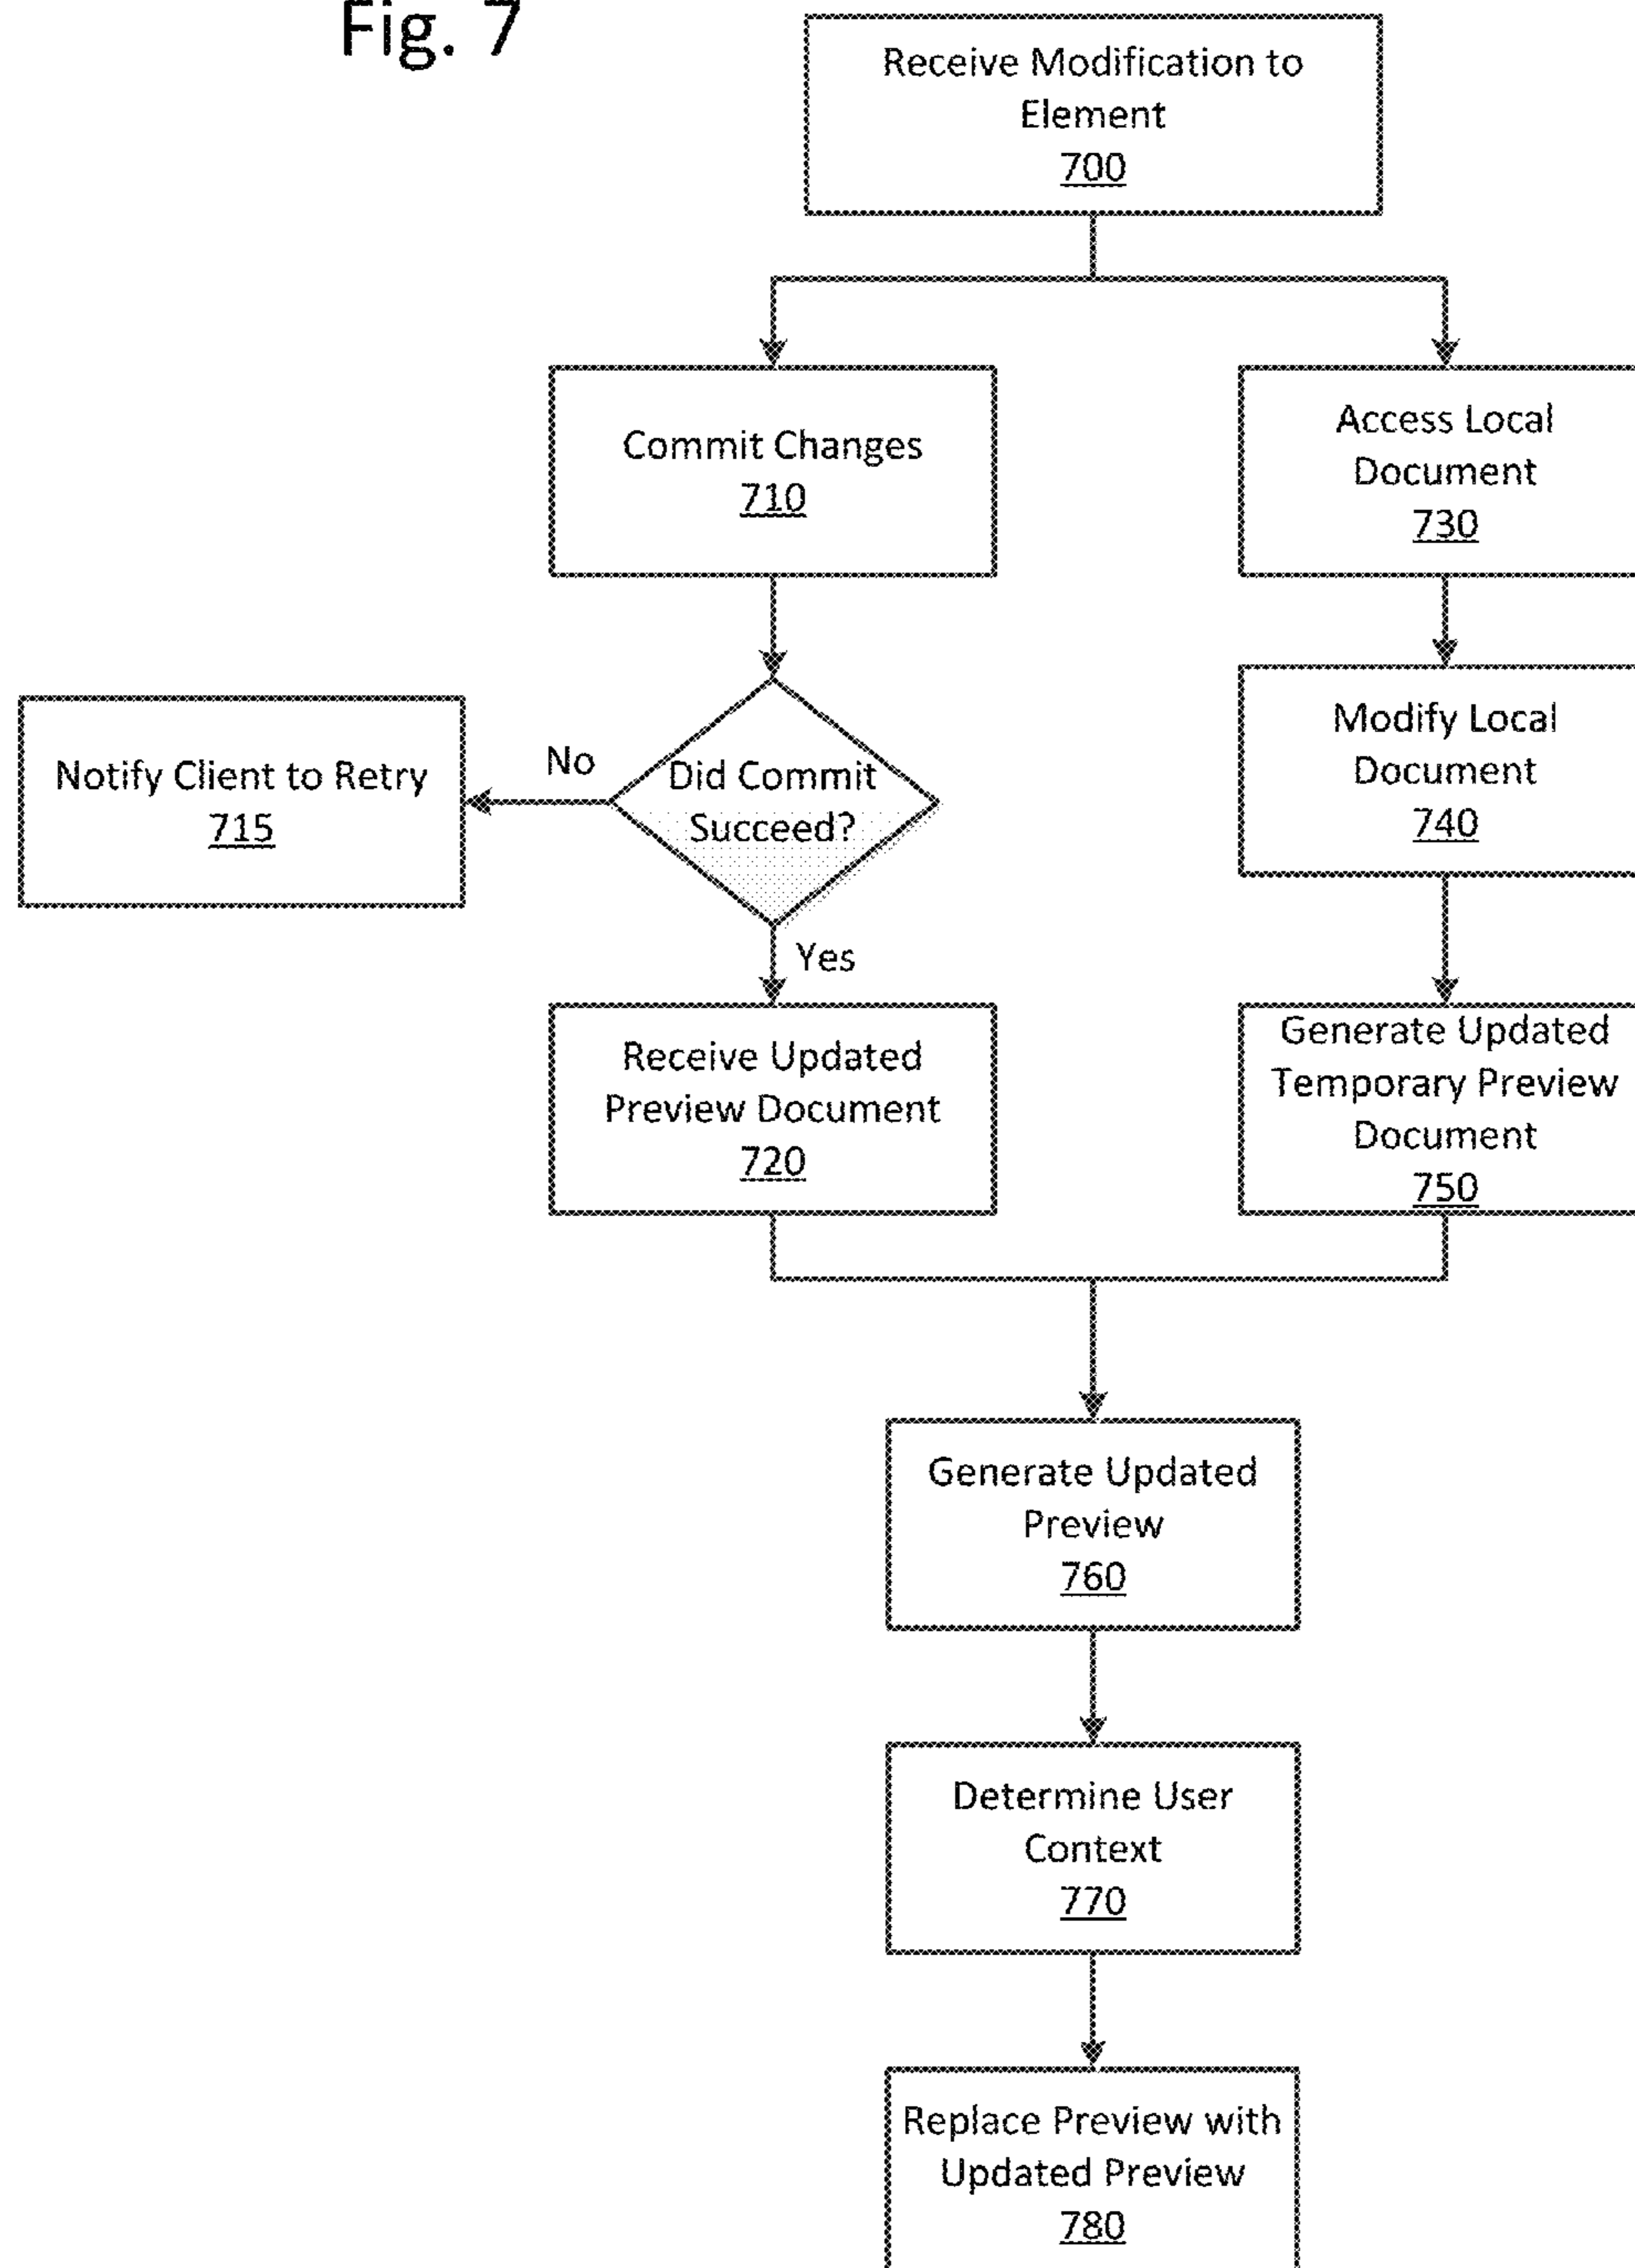 Fig. 7
Receive Modification to
Element
700
Commit Changes
710
Access Local
Document
730
Did Commit
Succeed?
No
Yes
Notify Client to Retry
715
Modify Local
Document
740
Receive Updated
Preview Document
720
Generate Updated
Temporary Preview
Document
750
Generate Updated
Preview
760
Determine User
Context
770
Replace Preview with
Updated Preview
780